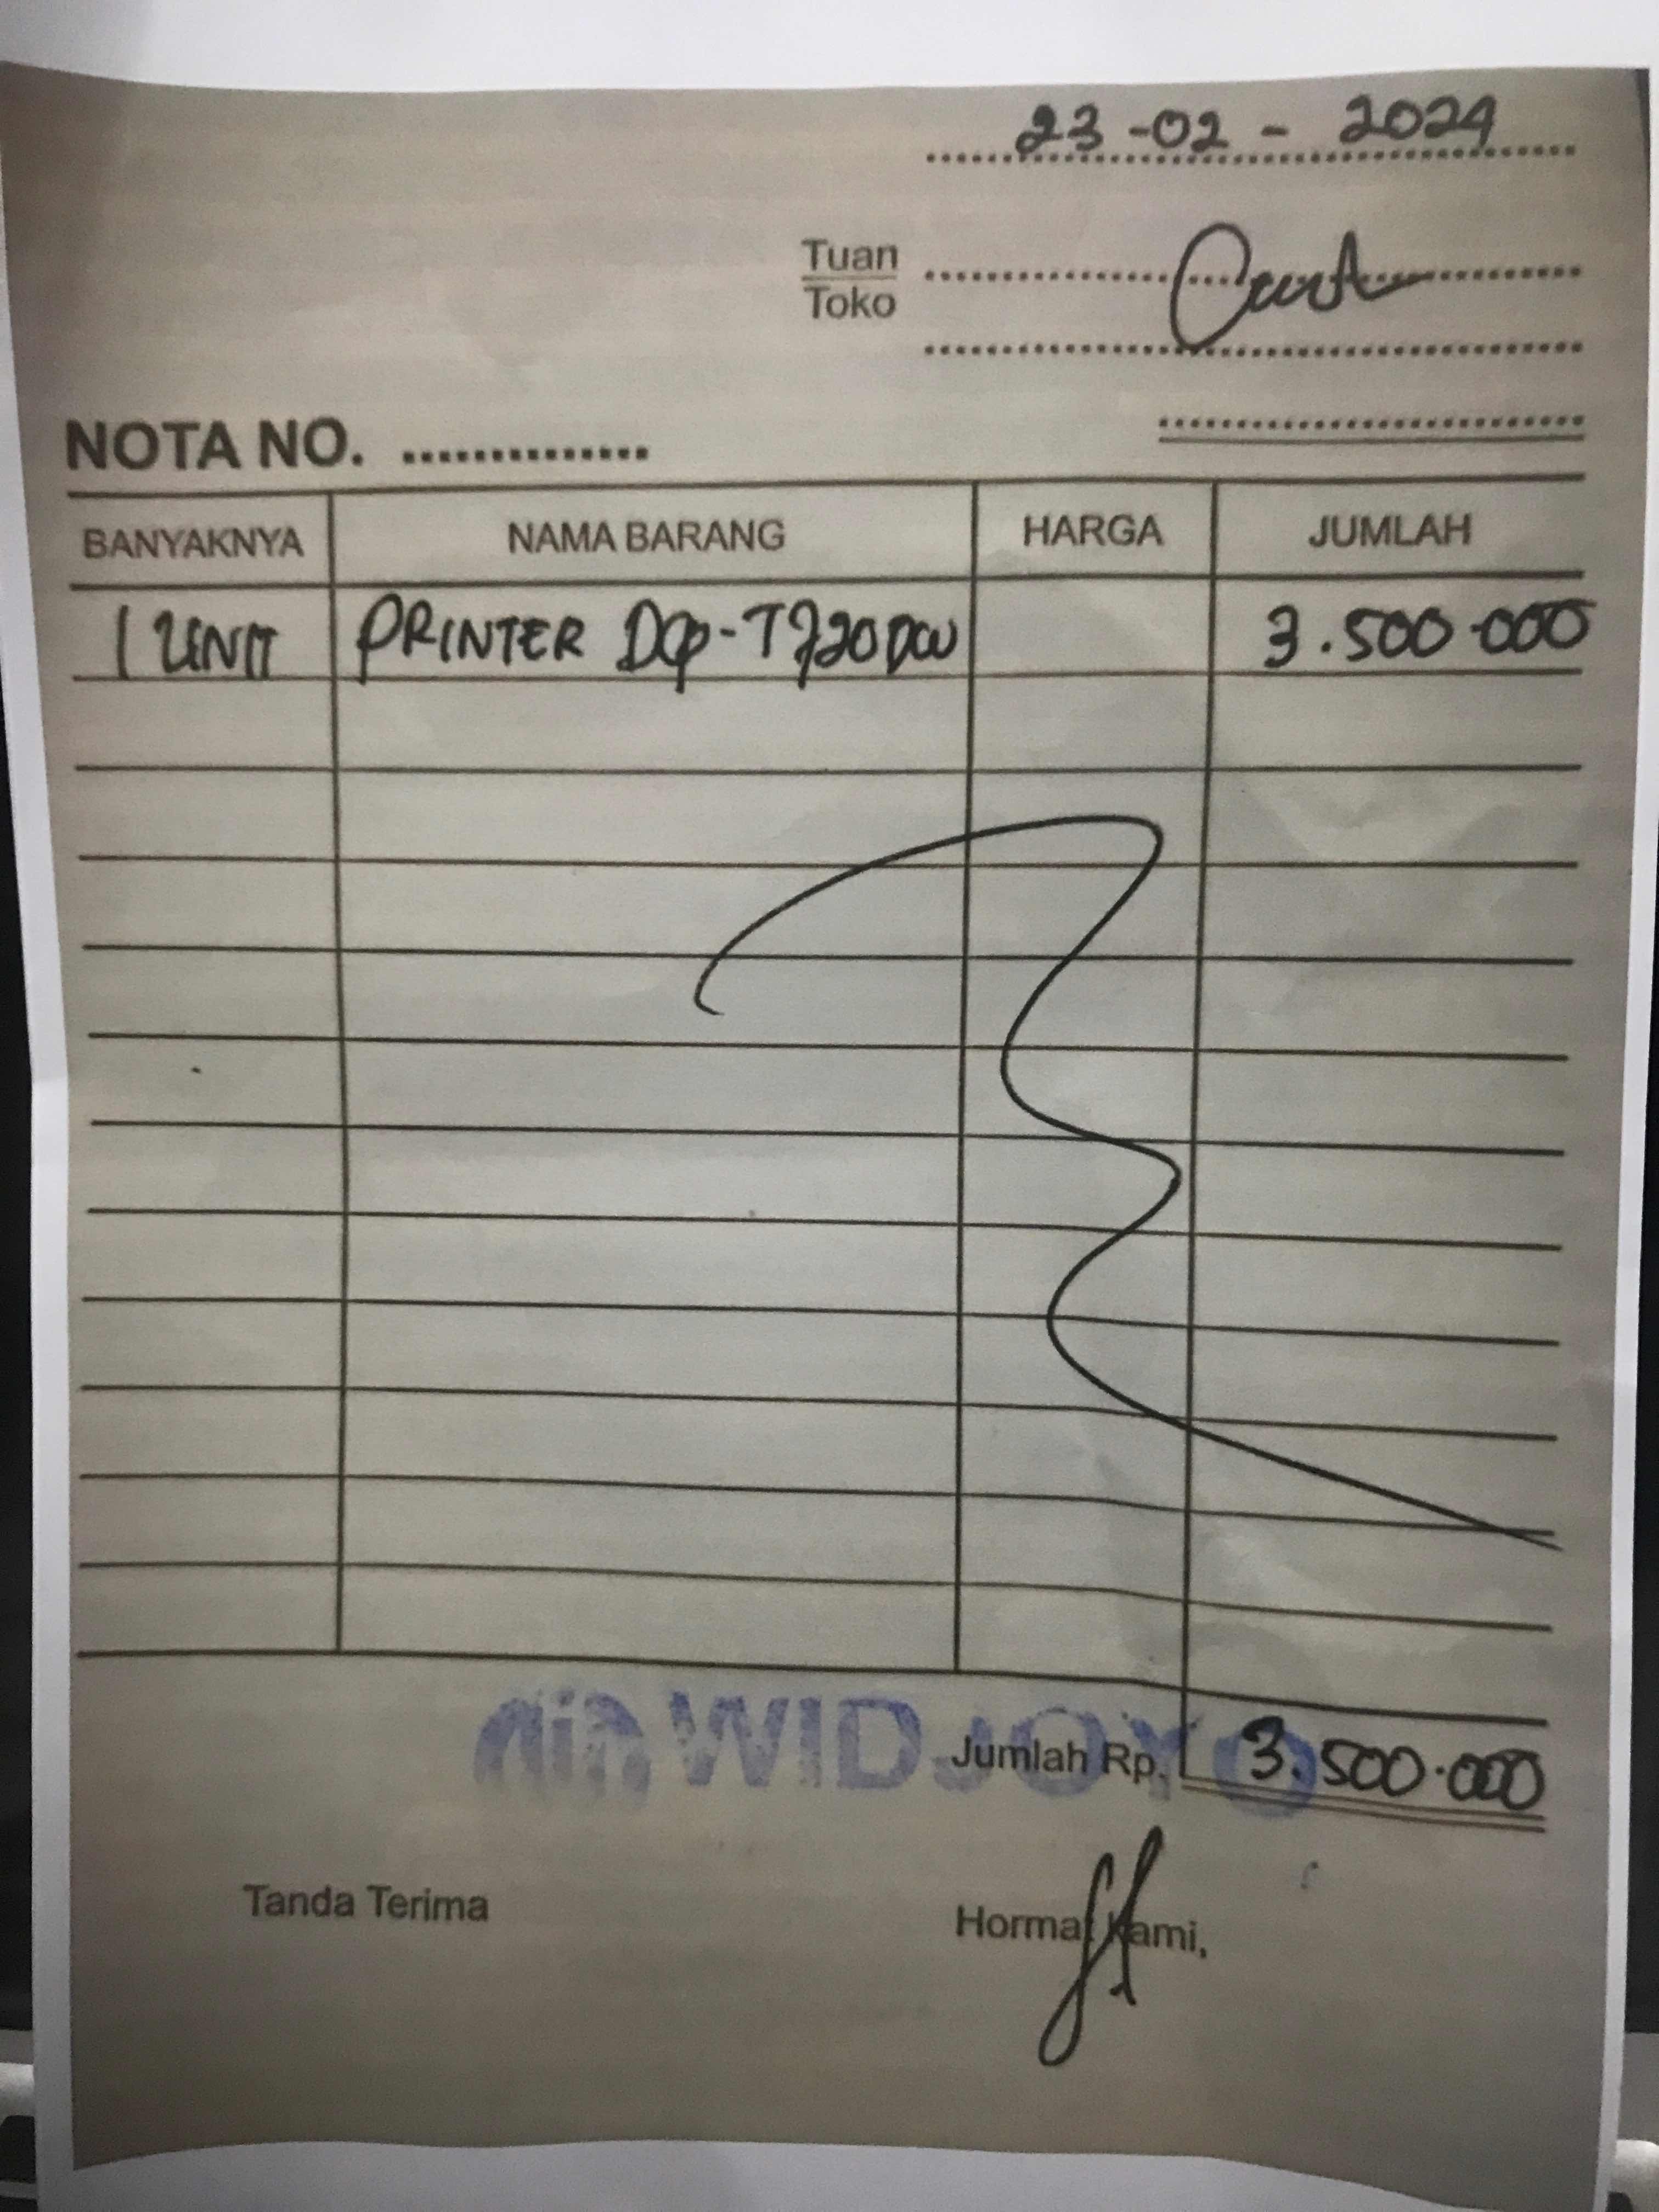 23-02-2024
Tuan
Toko
NOTA NO. ..............
BANYAKNYA NAMA BARANG HARGA JUMLAH
1 UNIT PRINTER DCP-T720DW 3.500.000
WIDJOYO
Jumlah Rp. 3.500.000
Tanda Terima Hormat Kami,